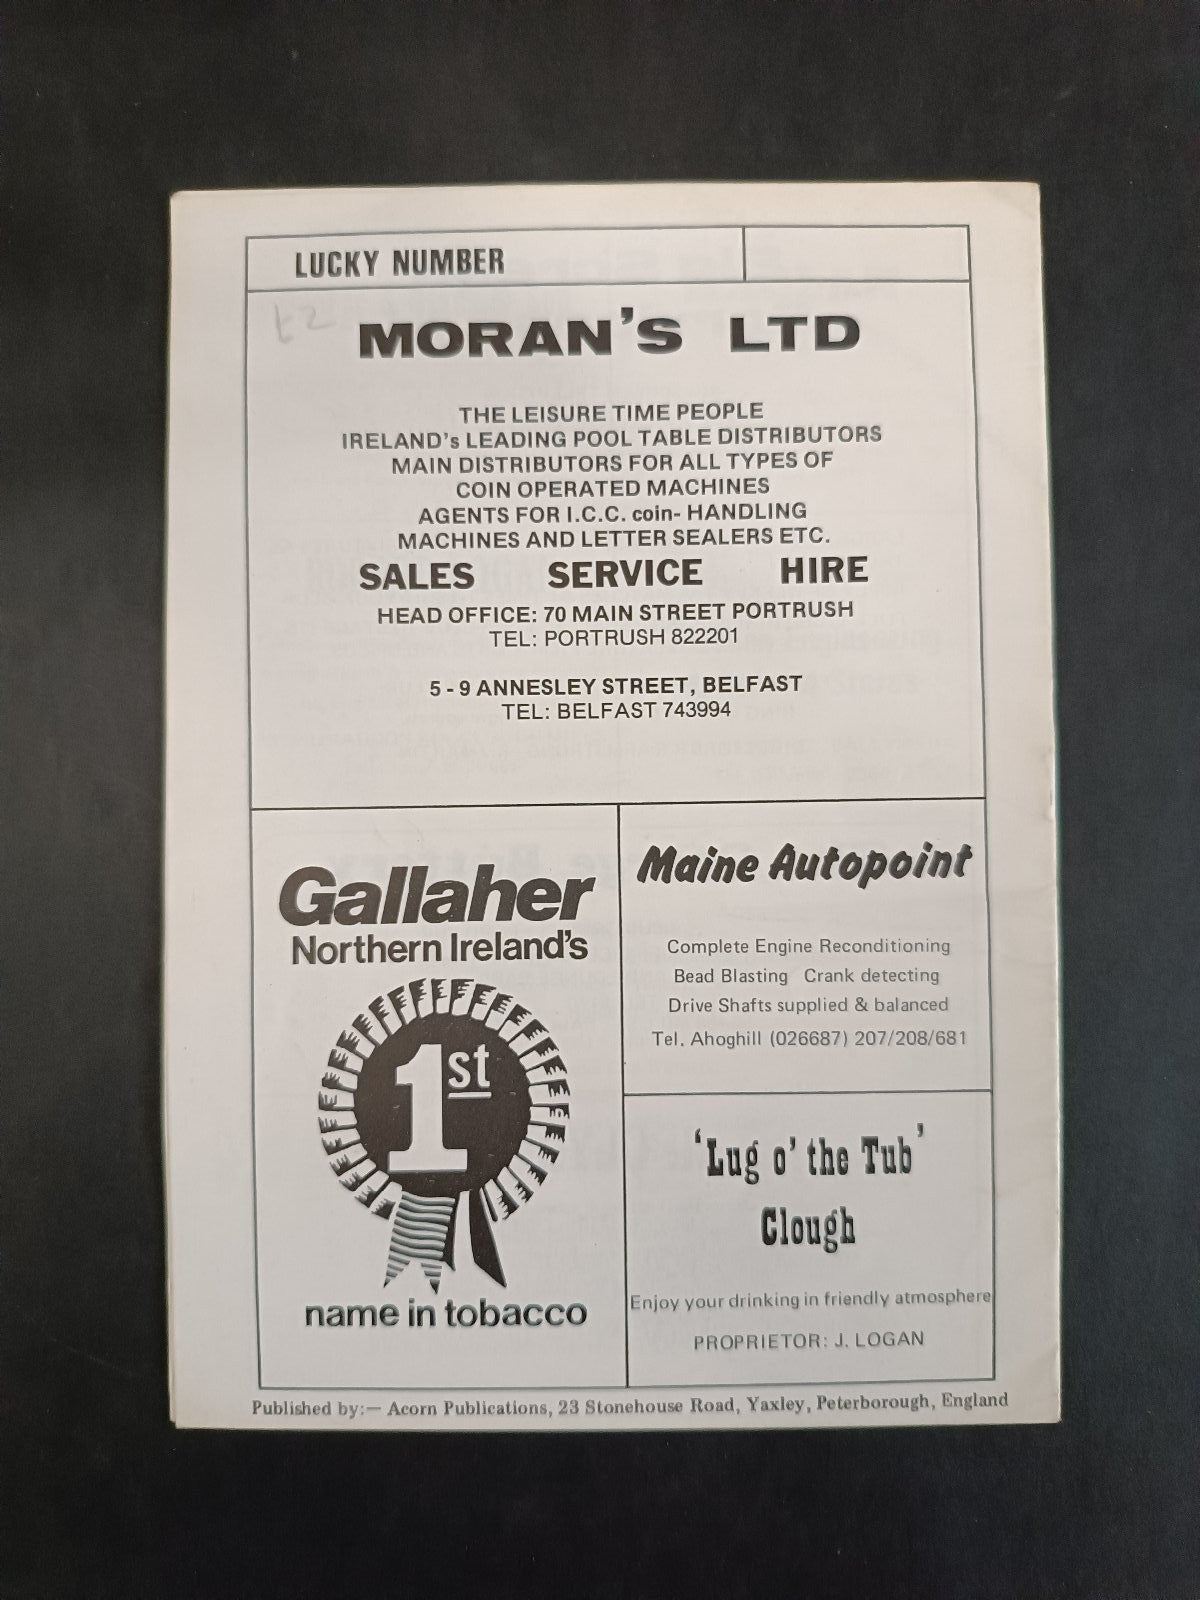 LUCKY NUMBER
MORAN'S LTD
THE LEISURE TIME PEOPLE
IRELAND's LEADING POOL TABLE DISTRIBUTORS
MAIN DISTRIBUTORS FOR ALL TYPES OF
COIN OPERATED MACHINES
AGENTS FOR I.C.C. coin- HANDLING
MACHINES AND LETTER SEALERS ETC.
SALES SERVICE HIRE
HEAD OFFICE: 70 MAIN STREET PORTRUSH
TEL: PORTRUSH 822201
5 - 9 ANNESLEY STREET, BELFAST
TEL: BELFAST 743994
Gallaher
Northern Ireland's
1st
name in tobacco
Maine Autopoint
Complete Engine Reconditioning
Bead Blasting Crank detecting
Drive Shafts supplied & balanced
Tel. Ahoghill (026687) 207/208/681
'Lug o' the Tub'
Clough
Enjoy your drinking in friendly atmosphere
PROPRIETOR: J. LOGAN
Published by:— Acorn Publications, 23 Stonehouse Road, Yaxley, Peterborough, England